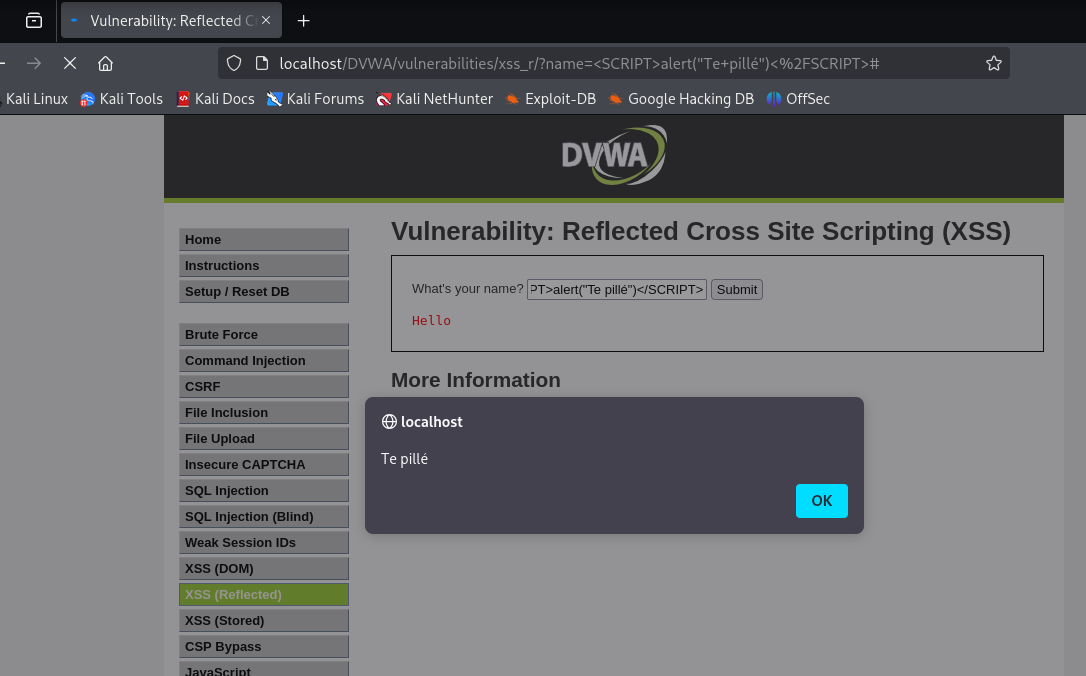 Vulnerability: Reflected C
localhost/DVWA/vulnerabilities/xss_r/?name=<SCRIPT>alert("Te+pillé")<%2FSCRIPT>#
Kali Linux Kali Tools Kali Docs Kali Forums Kali NetHunter Exploit-DB Google Hacking DB OffSec
DVWA
Home
Instructions
Setup / Reset DB
Brute Force
Command Injection
CSRF
File Inclusion
File Upload
Insecure CAPTCHA
SQL Injection
SQL Injection (Blind)
Weak Session IDs
XSS (DOM)
XSS (Reflected)
XSS (Stored)
CSP Bypass
JavaScript
Vulnerability: Reflected Cross Site Scripting (XSS)
What's your name? PT>alert("Te pillé")</SCRIPT> Submit
Hello
More Information
localhost
Te pillé
OK